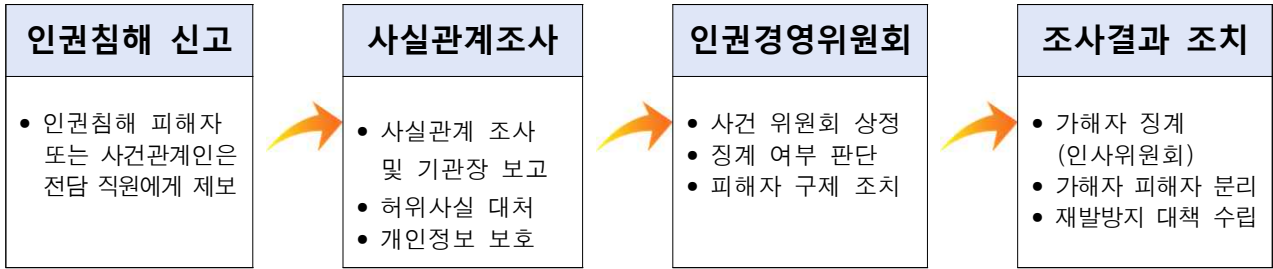 인권침해 신고
• 인권침해 피해자
또는 사건관계인은
전담 직원에게 제보
사실관계조사
• 사실관계 조사
및 기관장 보고
• 허위사실 대처
• 개인정보 보호
인권경영위원회
• 사건 위원회 상정
• 징계 여부 판단
• 피해자 구제 조치
조사결과 조치
• 가해자 징계
(인사위원회)
• 가해자 피해자 분리
• 재발방지 대책 수립